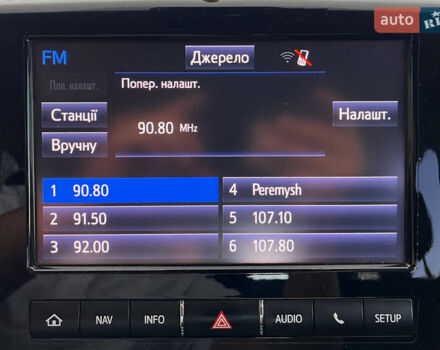 auto RIA
FM
Джерело
Поп. налашт.
Попер. налашт.
Станції
90.80 MHz
Налашт.
Вручну
1 90.80
4 Peremysh
2 91.50
5 107.10
3 92.00
6 107.80
NAV
INFO
AUDIO
SETUP